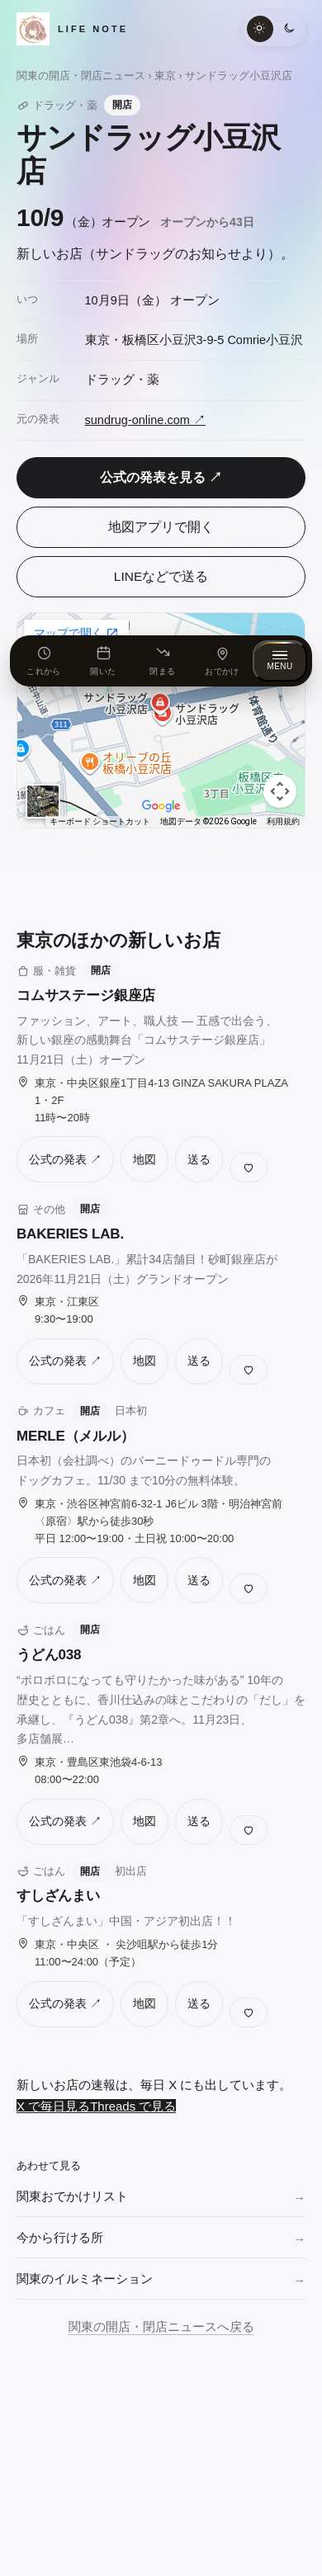 LIFE NOTE
関東の開店・閉店ニュース › 東京 › サンドラッグ小豆沢店
ドラッグ・薬 開店
サンドラッグ小豆沢
店
10/9（金）オープン オープンから43日
新しいお店（サンドラッグのお知らせより）。
いつ 10月9日（金） オープン
場所 東京・板橋区小豆沢3-9-5 Comrie小豆沢
ジャンル ドラッグ・薬
元の発表 sundrug-online.com ↗
公式の発表を見る ↗
地図アプリで開く
LINEなどで送る
マップで開く
これから 開いた 閉まる おでかけ MENU
サンドラッグ
小豆沢店
サンドラッグ
小豆沢店
311
オリーブの丘
板橋小豆沢店
体育館通り
3丁目
Google
キーボード ショートカット 地図データ ©2026 Google 利用規約
東京のほかの新しいお店
服・雑貨 開店
コムサステージ銀座店
ファッション、アート、職人技 — 五感で出会う、
新しい銀座の感動舞台「コムサステージ銀座店」
11月21日（土）オープン
東京・中央区銀座1丁目4-13 GINZA SAKURA PLAZA
1・2F
11時〜20時
公式の発表 ↗ 地図 送る
その他 開店
BAKERIES LAB.
「BAKERIES LAB.」累計34店舗目！砂町銀座店が
2026年11月21日（土）グランドオープン
東京・江東区
9:30〜19:00
公式の発表 ↗ 地図 送る
カフェ 開店 日本初
MERLE（メルル）
日本初（会社調べ）のバーニードゥードル専門の
ドッグカフェ。11/30 まで10分の無料体験。
東京・渋谷区神宮前6-32-1 J6ビル 3階・明治神宮前
〈原宿〉駅から徒歩30秒
平日 12:00〜19:00・土日祝 10:00〜20:00
公式の発表 ↗ 地図 送る
ごはん 開店
うどん038
“ボロボロになっても守りたかった味がある” 10年の
歴史とともに、香川仕込みの味とこだわりの「だし」を
承継し、『うどん038』第2章へ。11月23日、
多店舗展…
東京・豊島区東池袋4-6-13
08:00〜22:00
公式の発表 ↗ 地図 送る
ごはん 開店 初出店
すしざんまい
「すしざんまい」中国・アジア初出店！！
東京・中央区 ・ 尖沙咀駅から徒歩1分
11:00〜24:00（予定）
公式の発表 ↗ 地図 送る
新しいお店の速報は、毎日 X にも出しています。
X で毎日見るThreads で見る
あわせて見る
関東おでかけリスト →
今から行ける所 →
関東のイルミネーション →
関東の開店・閉店ニュースへ戻る